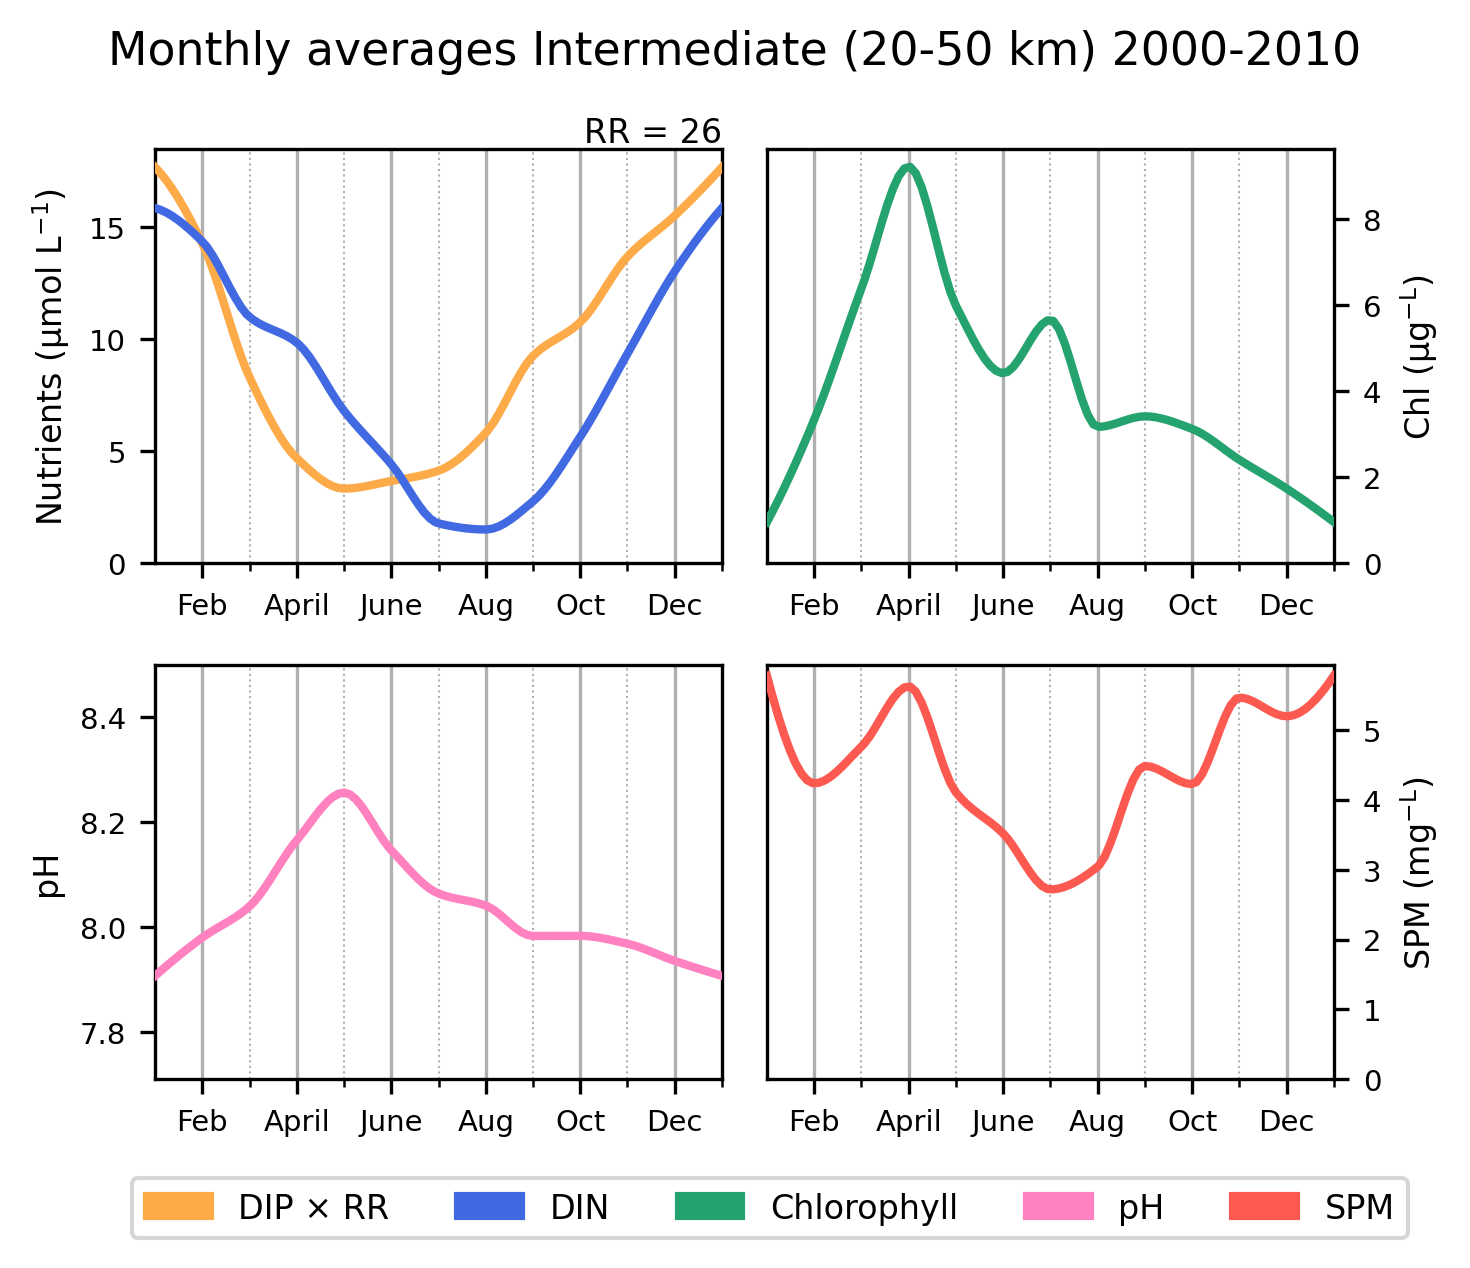 Monthly averages Intermediate (20-50 km) 2000-2010
RR = 26
Nutrients (μmol L⁻¹)
15
10
5
0
Feb April June Aug Oct Dec
Chl (μg⁻ᴸ)
8
6
4
2
0
Feb April June Aug Oct Dec
pH
8.4
8.2
8.0
7.8
Feb April June Aug Oct Dec
SPM (mg⁻ᴸ)
5
4
3
2
1
0
Feb April June Aug Oct Dec
DIP × RR DIN Chlorophyll pH SPM